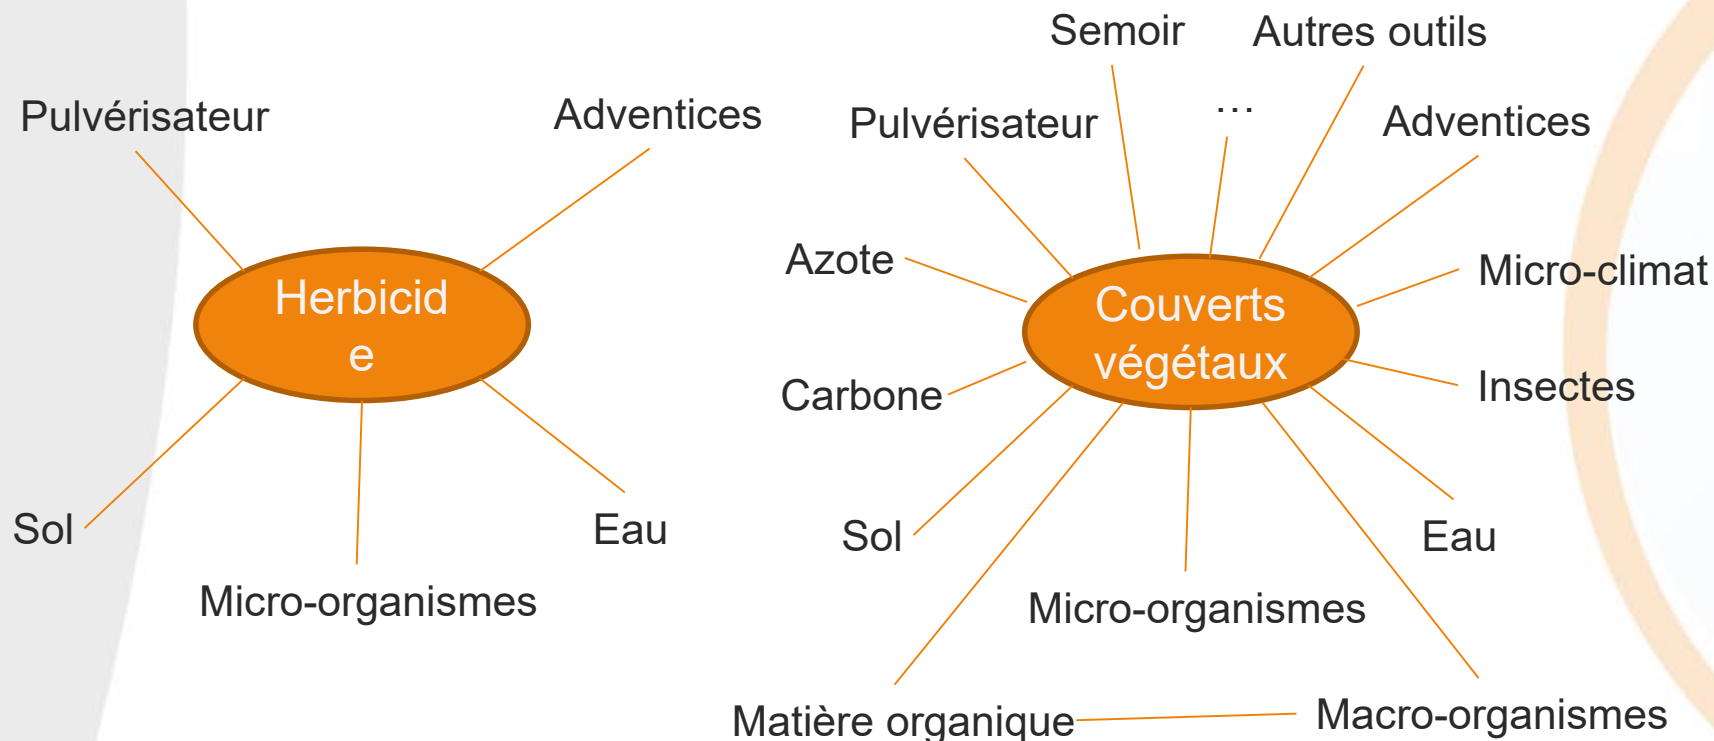 Pulvérisateur
Adventices
Herbicid
e
Sol
Micro-organismes
Eau
Semoir
Autres outils
...
Pulvérisateur
Adventices
Azote
Micro-climat
Couverts
végétaux
Carbone
Insectes
Sol
Eau
Micro-organismes
Matière organique
Macro-organismes